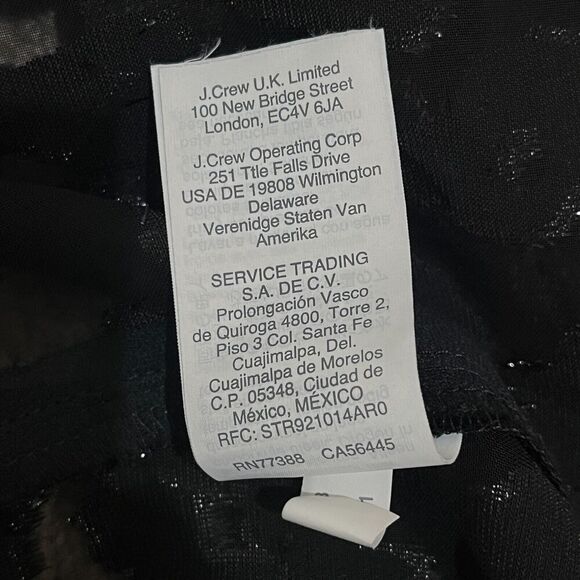 J.Crew U.K. Limited
100 New Bridge Street
London, EC4V 6JA
J.Crew Operating Corp
251 Ttle Falls Drive
USA DE 19808 Wilmington
Delaware
Verenidge Staten Van
Amerika
SERVICE TRADING
S.A. DE C.V.
Prolongación Vasco
de Quiroga 4800, Torre 2,
Piso 3 Col. Santa Fe
Cuajimalpa, Del.
Cuajimalpa de Morelos
C.P. 05348, Ciudad de
México, MÉXICO
RFC: STR921014AR0
RN77388 CA56445